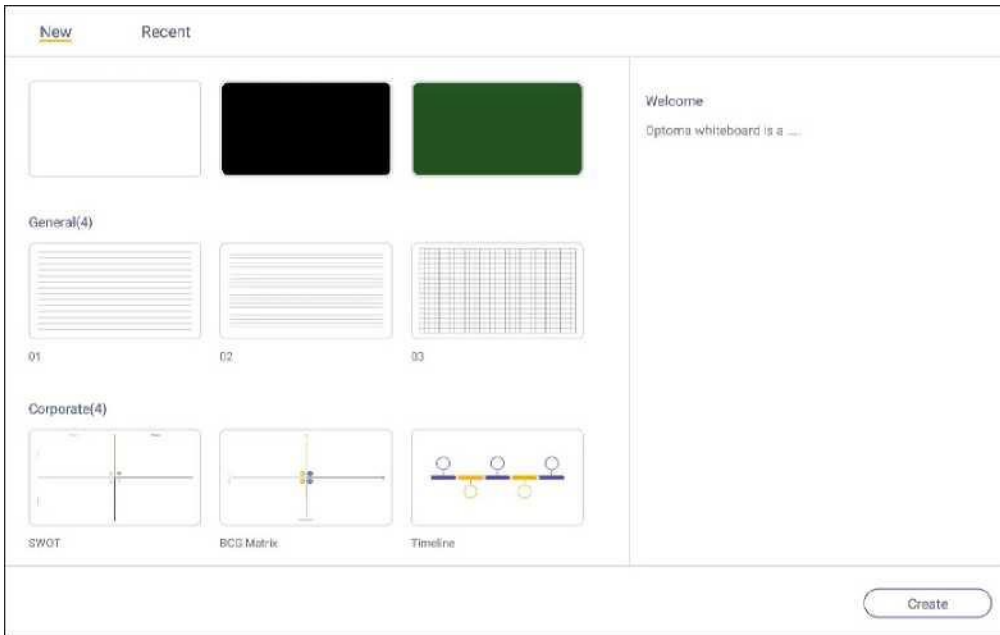 New
Recent
Welcome
Optoma whiteboard is a ....
General(4)
01
02
03
Corporate(4)
SWOT
BCG Matrix
Timeline
Create